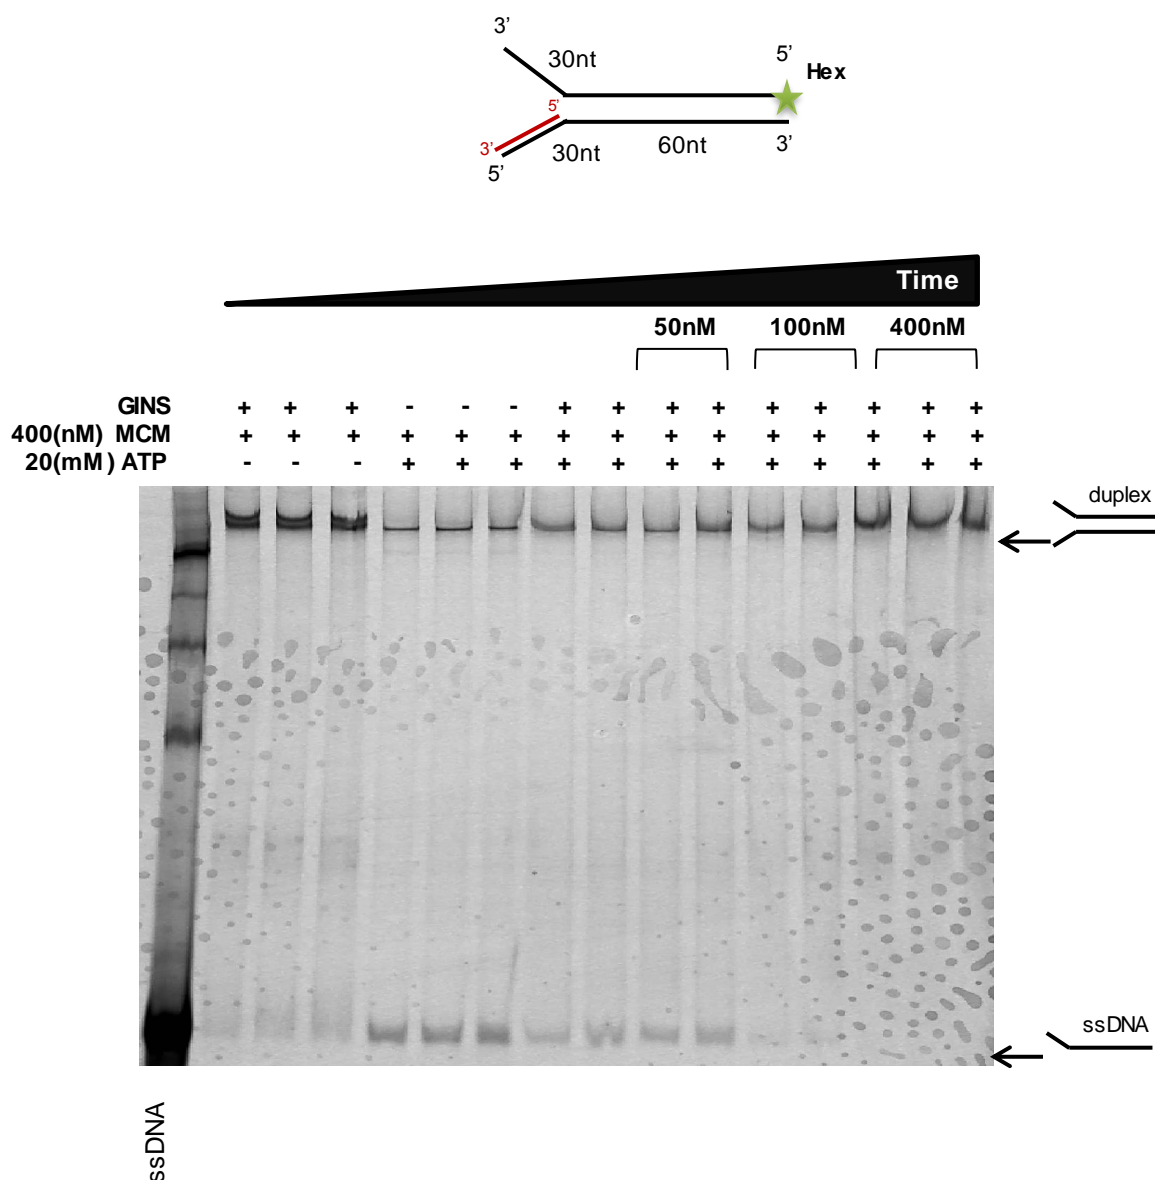 3'
30nt
5'
Hex
5'
3'
5'
30nt
60nt
3'
Time
50nM 100nM 400nM
GINS + + + - - - + + + + + + + + +
400(nM) MCM + + + + + + + + + + + + + + +
20(mM) ATP - - - + + + + + + + + + + + +
duplex
ssDNA
ssDNA